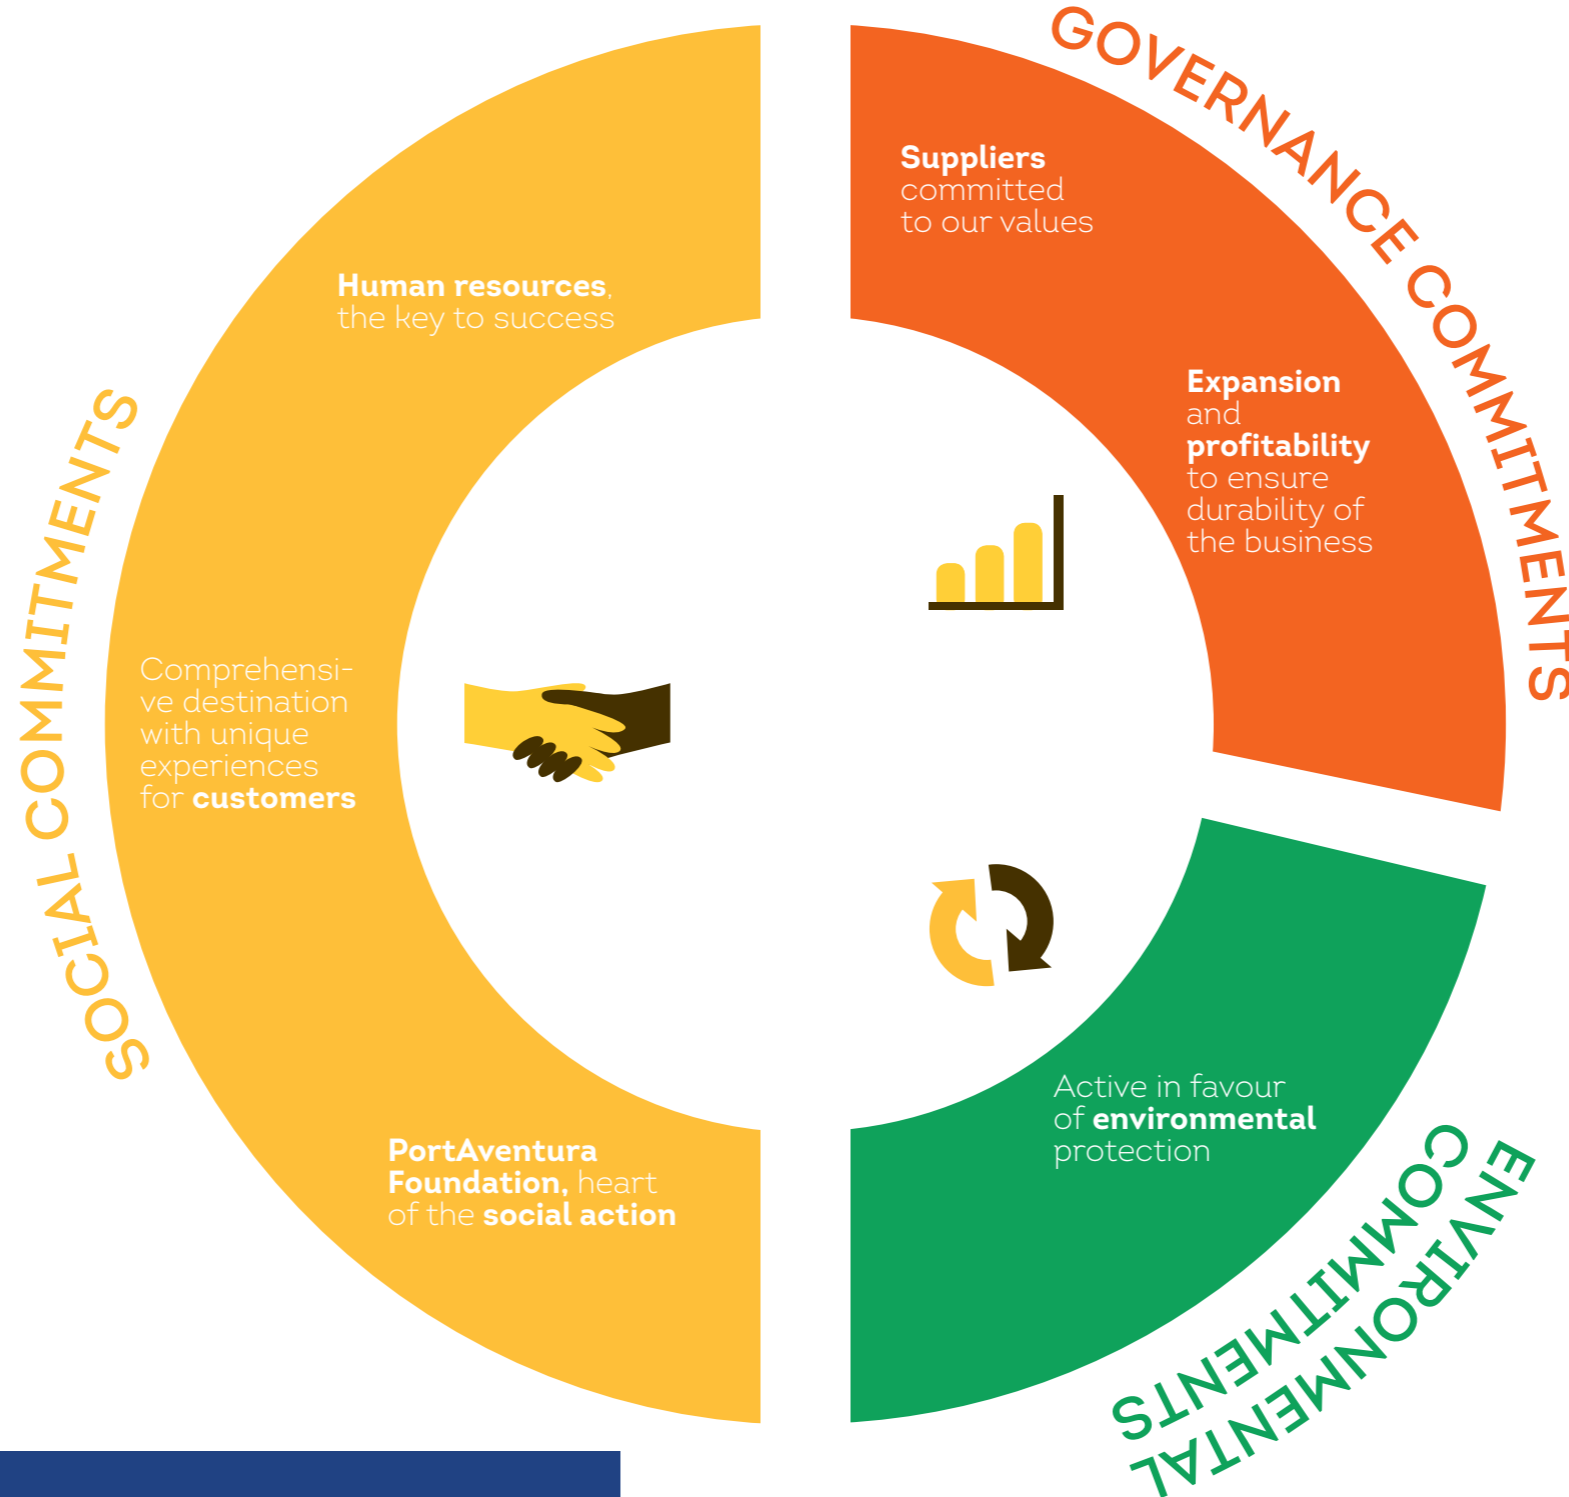 SOCIAL COMMITMENTS
Human resources,
the key to success
Comprehensi-
ve destination
with unique
experiences
for customers
PortAventura
Foundation, heart
of the social action
GOVERNANCE COMMITMENTS
Suppliers
committed
to our values
Expansion
and
profitability
to ensure
durability of
the business
ENVIRONMENTAL
COMMITMENTS
Active in favour
of environmental
protection